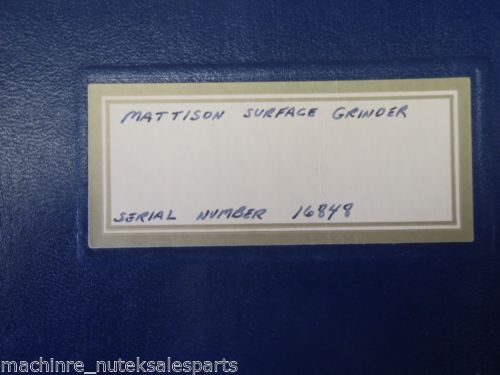 MATTISON SURFACE GRINDER
SERIAL NUMBER 16848
machinre_nuteksalesparts